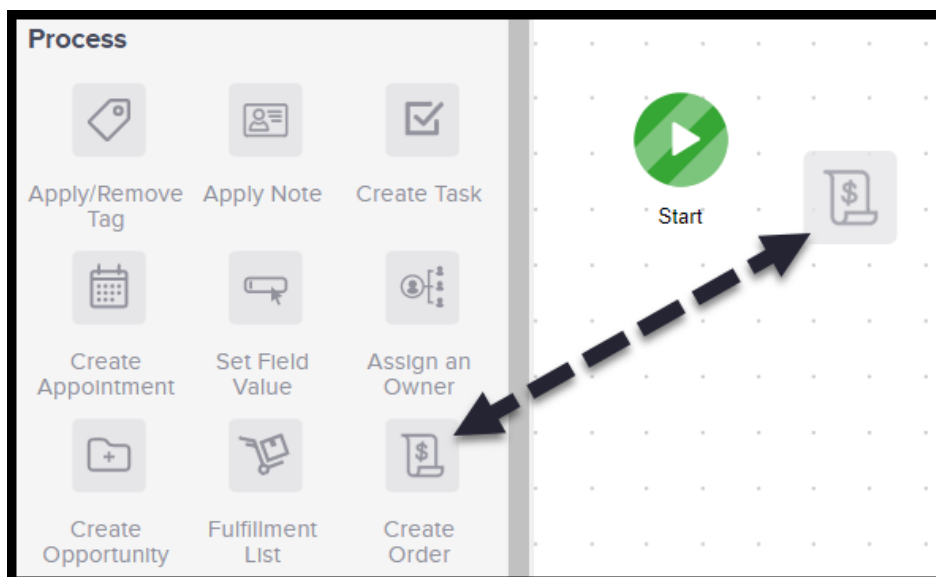 Process
Apply/Remove
Tag
Apply Note
Create Task
Start
Create
Appointment
Set Field
Value
Assign an
Owner
Create
Opportunity
Fulfillment
List
Create
Order